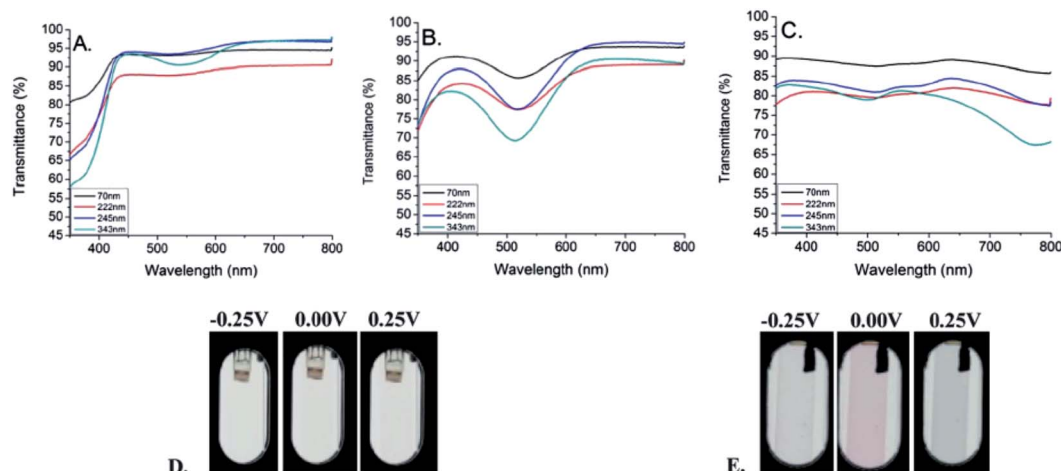 A.
100
95
90
85
80
75
70
65
60
55
50
45
Transmittance (%)
70nm
222nm
245nm
343nm
400 500 600 700 800
Wavelength (nm)
B.
100
95
90
85
80
75
70
65
60
55
50
45
Transmittance (%)
70nm
222nm
245nm
343nm
400 500 600 700 800
Wavelength (nm)
C.
100
95
90
85
80
75
70
65
60
55
50
45
Transmittance (%)
70nm
222nm
245nm
343nm
400 500 600 700 800
Wavelength (nm)
-0.25V 0.00V 0.25V
D.
-0.25V 0.00V 0.25V
E.